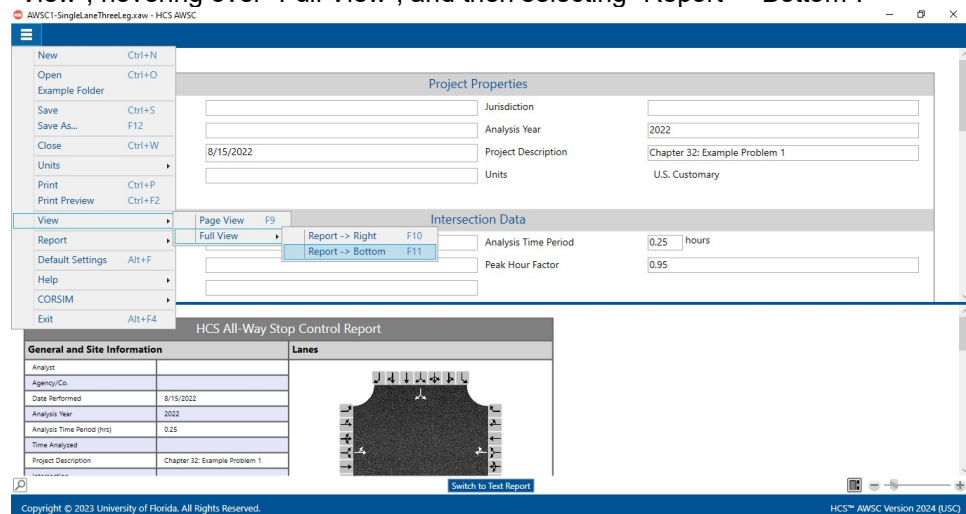 View , hovering over Full View , and then selecting Report Bottom .
AWSC1-SingleLaneThreeLeg.xaw - HCS AWSC
New Ctrl+N
Open Ctrl+O
Example Folder
Save Ctrl+S
Save As... F12
Close Ctrl+W
Units
Print Ctrl+P
Print Preview Ctrl+F2
View
Report
Default Settings Alt+F
Help
CORSIM
Exit Alt+F4
Page View F9
Full View
Report -> Right F10
Report -> Bottom F11
Project Properties
Jurisdiction
Analysis Year 2022
8/15/2022 Project Description Chapter 32: Example Problem 1
Units U.S. Customary
Intersection Data
Analysis Time Period 0.25 hours
Peak Hour Factor 0.95
HCS All-Way Stop Control Report
General and Site Information Lanes
Analyst
Agency/Co.
Date Performed 8/15/2022
Analysis Year 2022
Analysis Time Period (hrs) 0.25
Time Analyzed
Project Description Chapter 32: Example Problem 1
Switch to Text Report
Copyright © 2023 University of Florida. All Rights Reserved. HCS™ AWSC Version 2024 (USC)